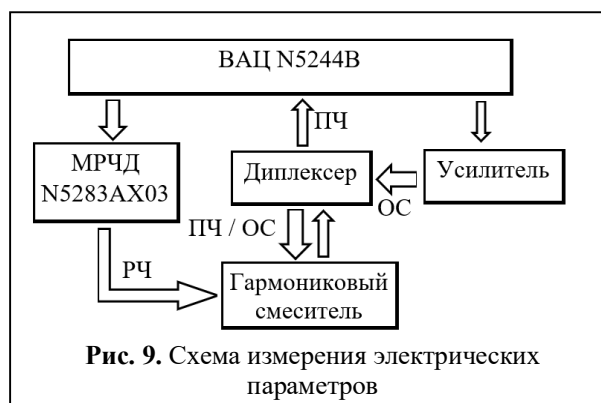 ВАЦ N5244B
ПЧ
МРЧД
N5283AX03
Диплексер
Усилитель
ОС
ПЧ / ОС
РЧ
Гармониковый
смеситель
Рис. 9. Схема измерения электрических
параметров